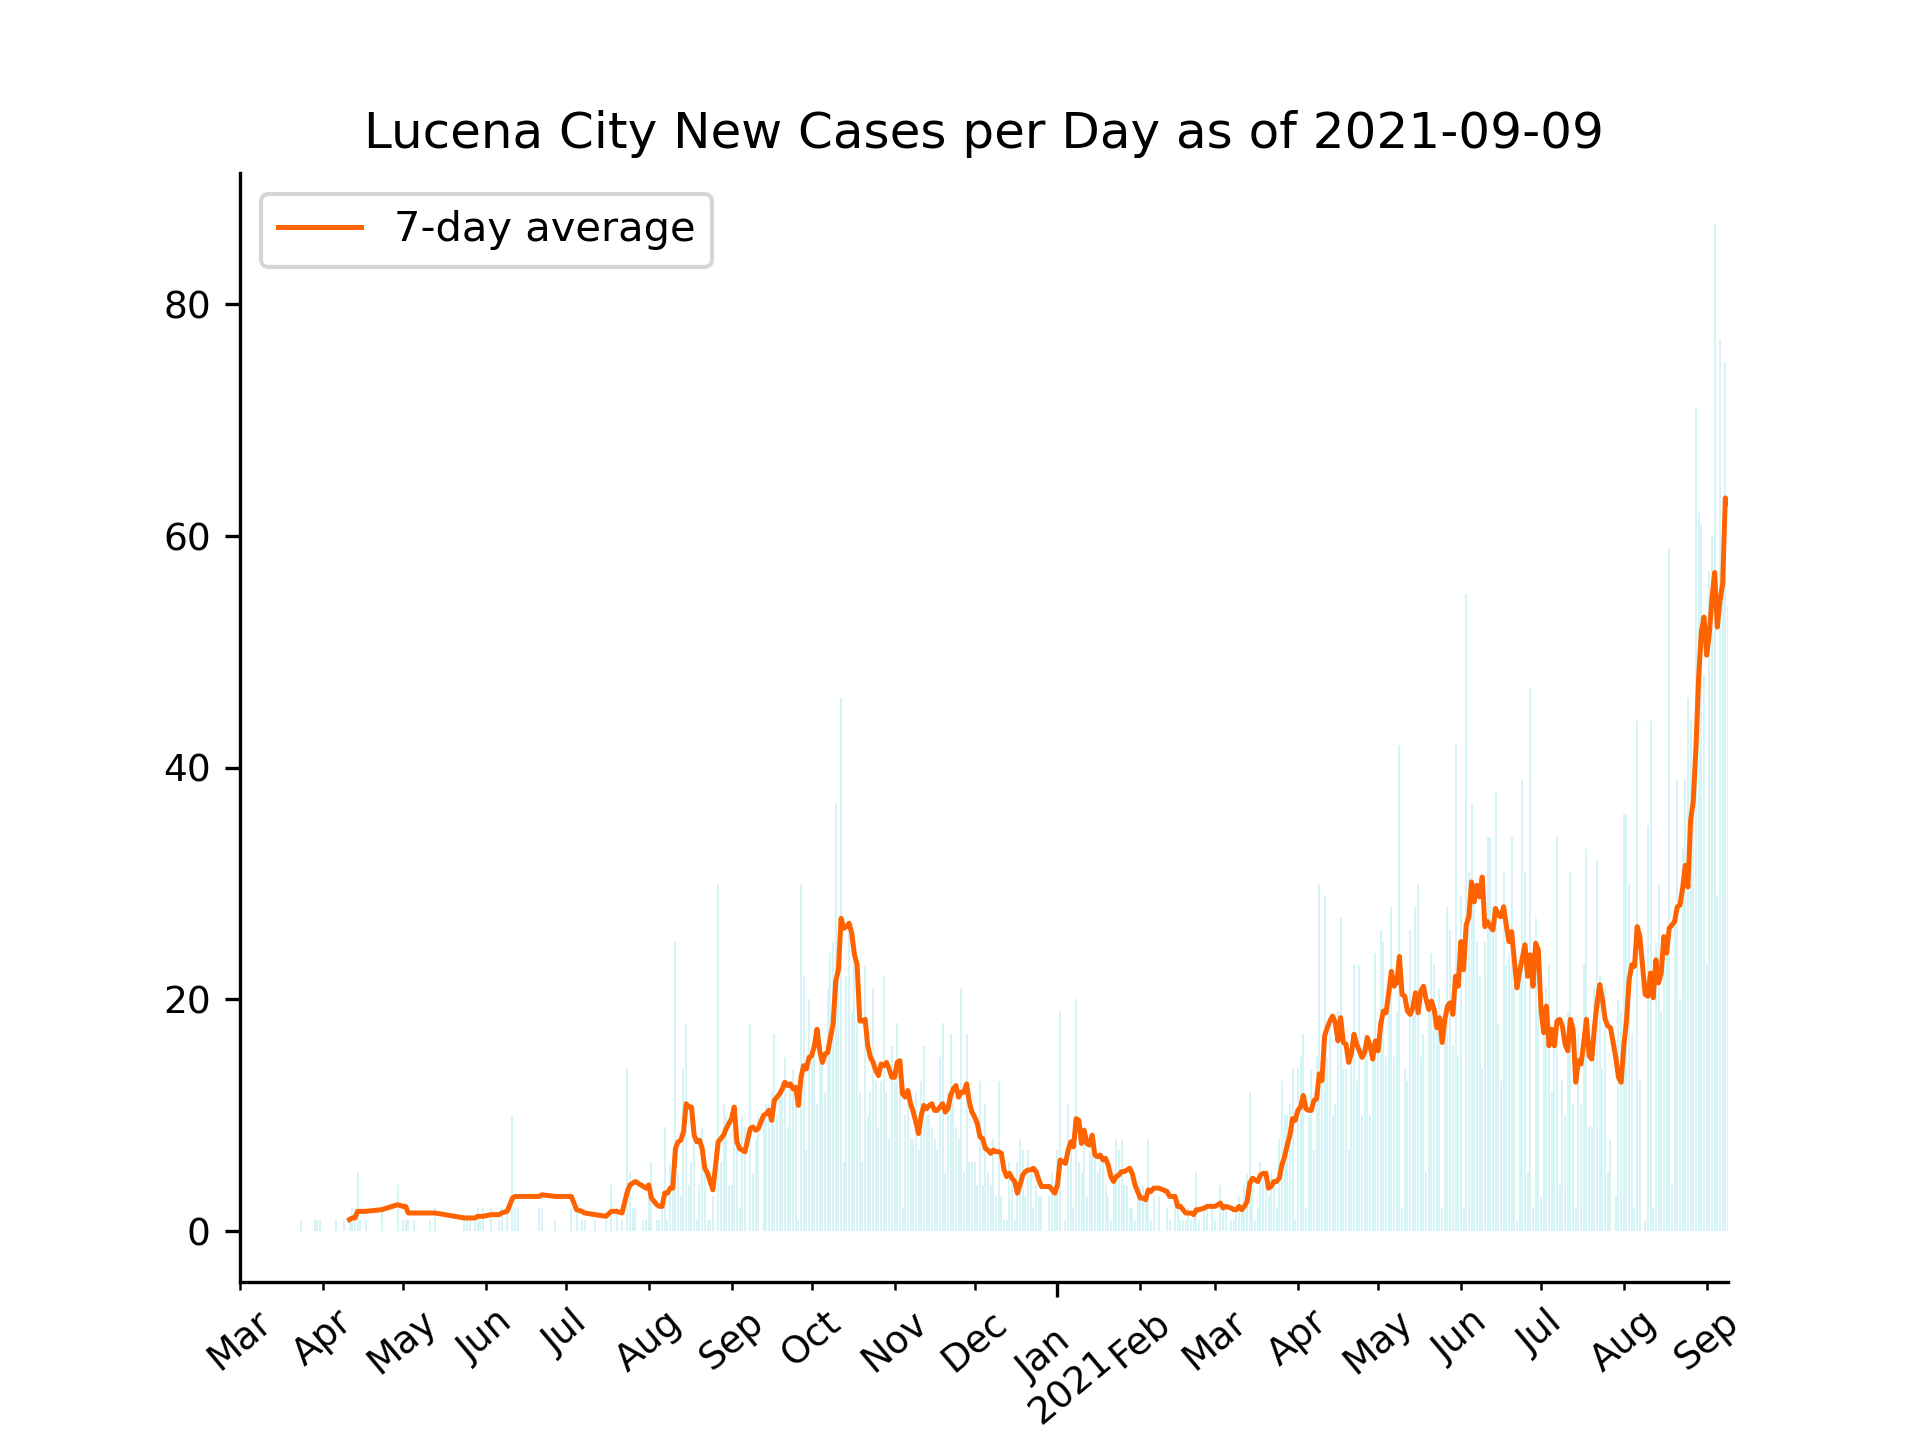 Lucena City New Cases per Day as of 2021-09-09
7-day average
80
60
40
20
0
Mar Apr May Jun Jul Aug Sep Oct Nov Dec Jan Feb Mar Apr May Jun Jul Aug Sep
2021